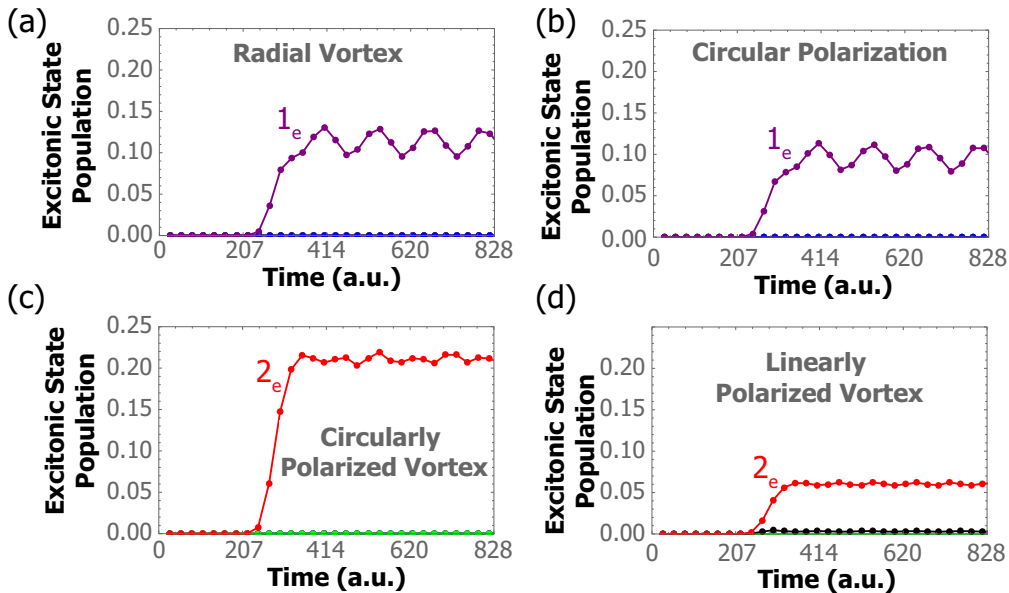 (a)
Excitonic State
Population
0.25
0.20
0.15
0.10
0.05
0.00
Radial Vortex
1e
0
207
414
620
828
Time (a.u.)
(b)
Excitonic State
Population
0.25
0.20
0.15
0.10
0.05
0.00
Circular Polarization
1e
0
207
414
620
828
Time (a.u.)
(c)
Excitonic State
Population
0.25
0.20
0.15
0.10
0.05
0.00
2e
Circularly
Polarized Vortex
0
207
414
620
828
Time (a.u.)
(d)
Excitonic State
Population
0.20
0.15
0.10
0.05
0.00
Linearly
Polarized Vortex
2e
0
207
414
620
828
Time (a.u.)